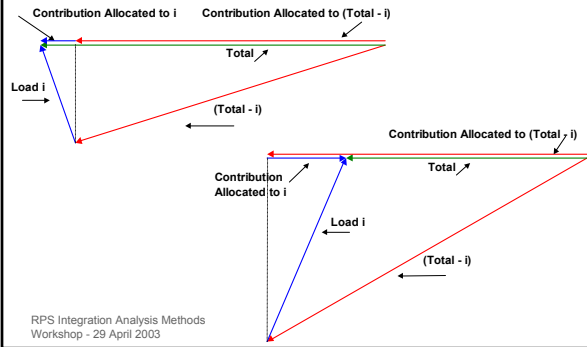 Contribution Allocated to i
Contribution Allocated to (Total - i)
Total
Load i
(Total - i)
Contribution Allocated to (Total - i)
Total
Contribution
Allocated to i
Load i
(Total - i)
RPS Integration Analysis Methods
Workshop - 29 April 2003